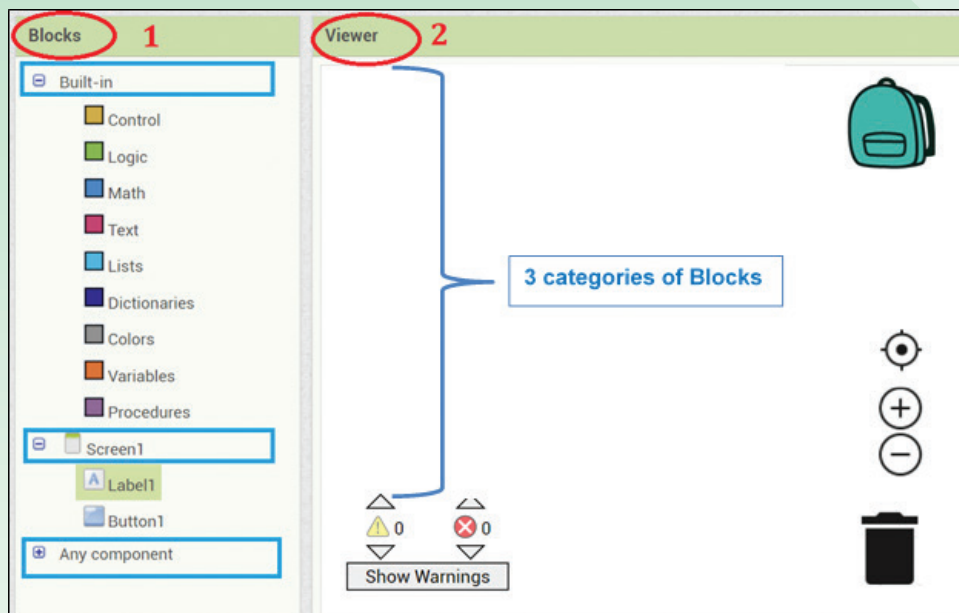 Blocks 1
Viewer 2
Built-in
Control
Logic
Math
Text
Lists
Dictionaries
Colors
Variables
Procedures
Screen1
A Label1
Button1
Any component
3 categories of Blocks
0 0
Show Warnings